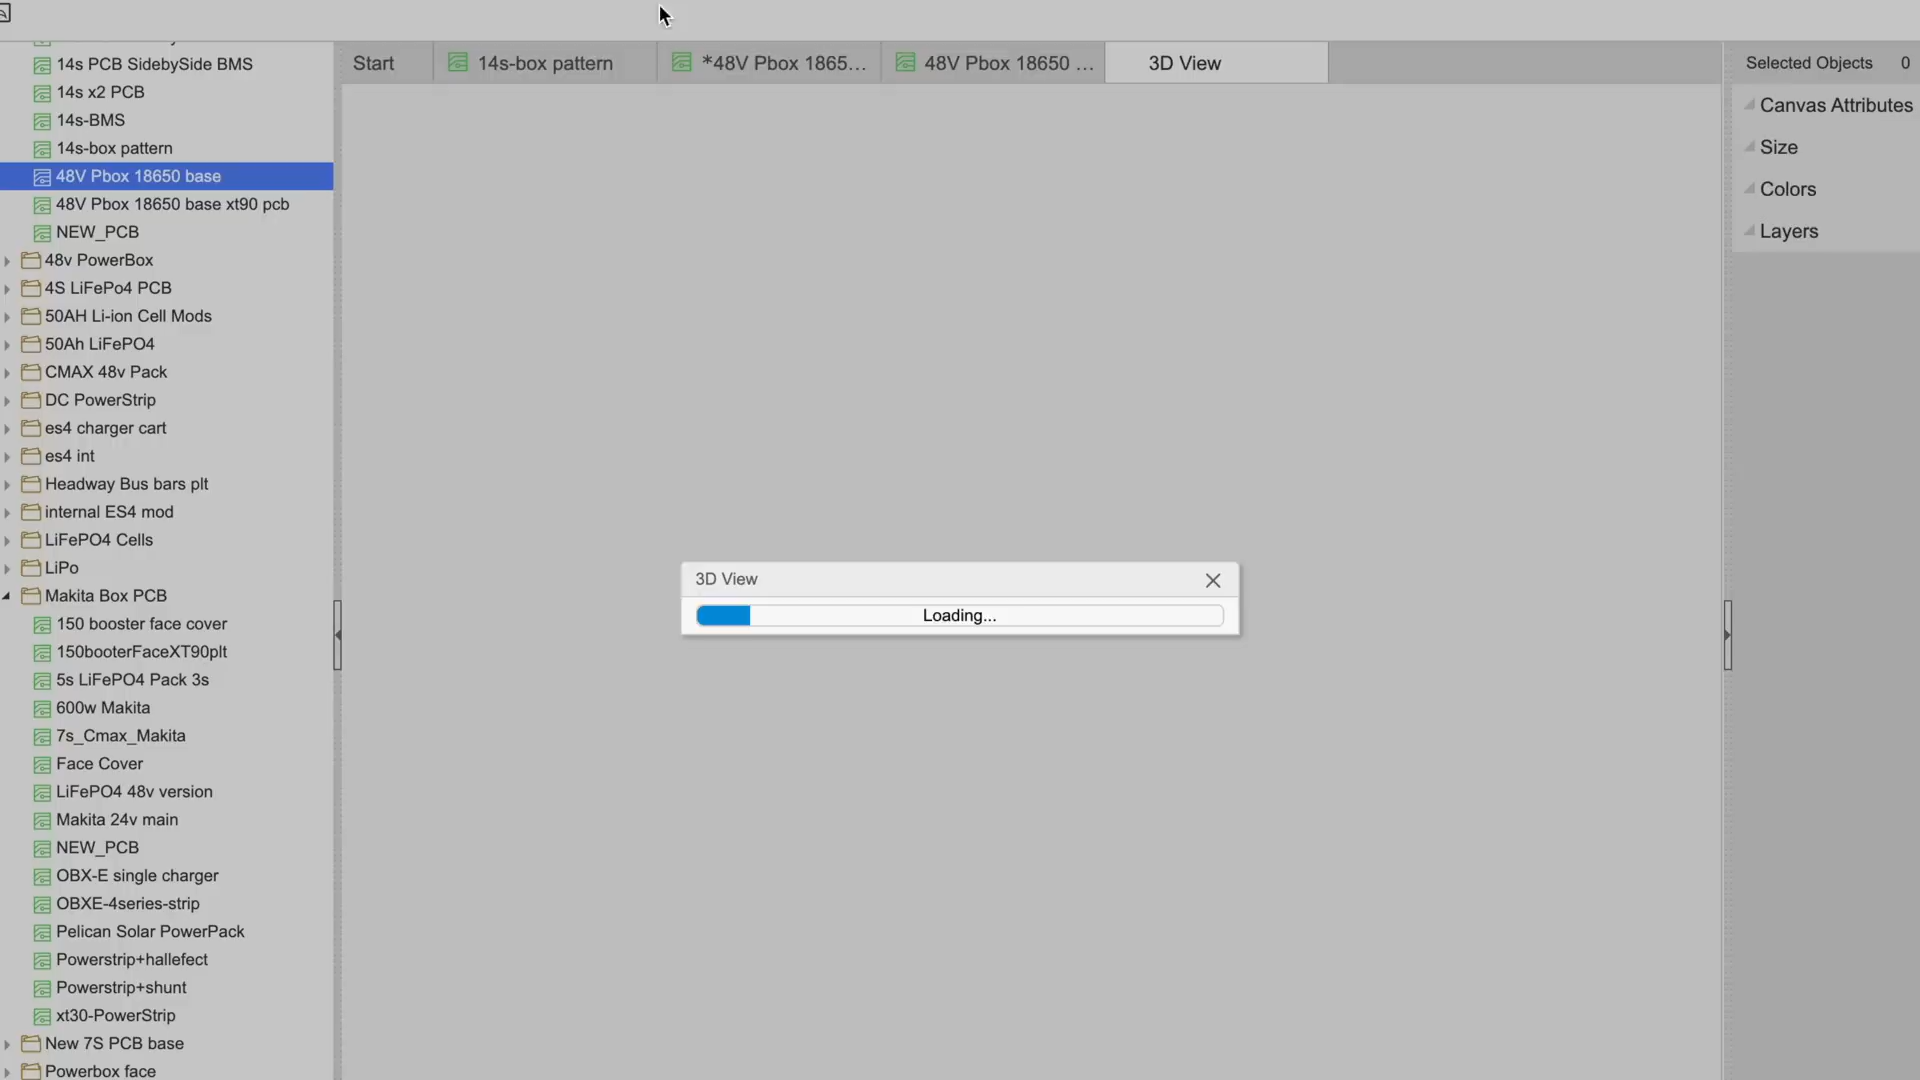 14s PCB SidebySide BMS
14s x2 PCB
14s-BMS
14s-box pattern
48V Pbox 18650 base
48V Pbox 18650 base xt90 pcb
NEW_PCB
48v PowerBox
4S LiFePo4 PCB
50AH Li-ion Cell Mods
50Ah LiFePO4
CMAX 48v Pack
DC PowerStrip
es4 charger cart
es4 int
Headway Bus bars plt
internal ES4 mod
LiFePO4 Cells
LiPo
Makita Box PCB
150 booster face cover
150booterFaceXT90plt
5s LiFePO4 Pack 3s
600w Makita
7s_Cmax_Makita
Face Cover
LiFePO4 48v version
Makita 24v main
NEW_PCB
OBX-E single charger
OBXE-4series-strip
Pelican Solar PowerPack
Powerstrip+hallefect
Powerstrip+shunt
xt30-PowerStrip
New 7S PCB base
Powerbox face
Start
14s-box pattern
*48V Pbox 1865...
48V Pbox 18650 ...
3D View
3D View
Loading...
Selected Objects 0
Canvas Attributes
Size
Colors
Layers